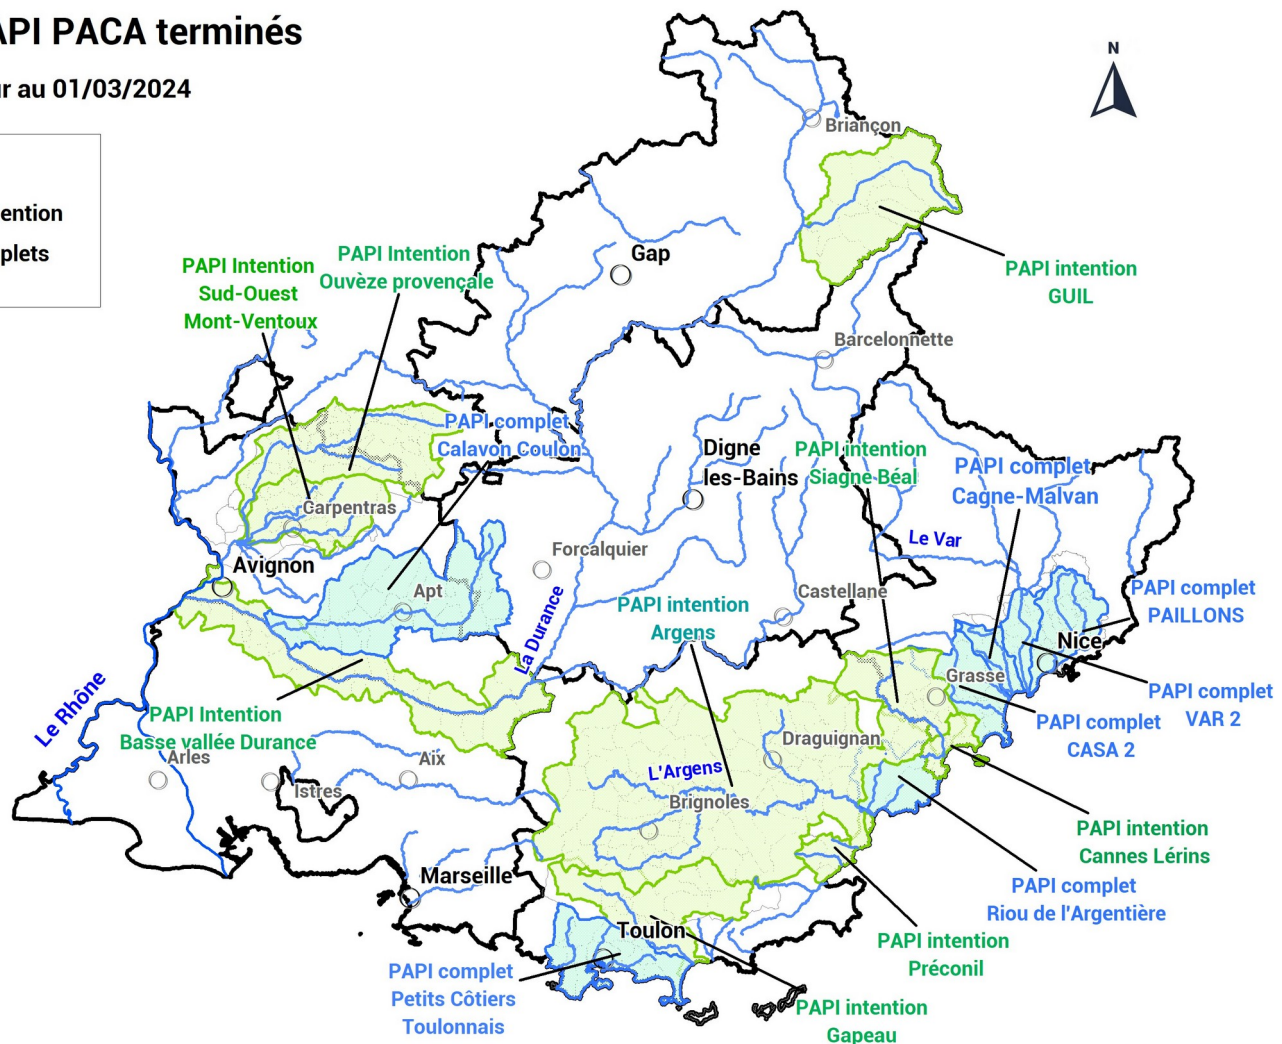 API PACA terminés
ur au 01/03/2024
ention
plets
N
Briançon
Gap
PAPI intention
GUIL
PAPI Intention
Ouvèze provençale
PAPI Intention
Sud-Ouest
Mont-Ventoux
Barcelonnette
PAPI complet
Calavon Coulon
Digne
les-Bains
PAPI intention
Siagne Béal
PAPI complet
Cagne-Malvan
Carpentras
Le Var
Avignon
Forcalquier
Apt
Castellane
PAPI intention
Argens
PAPI complet
PAILLONS
Nice
La Durance
Grasse
Le Rhône
PAPI Intention
Basse vallée Durance
PAPI complet
VAR 2
PAPI complet
CASA 2
Arles
Aix
Istres
Draguignan
L'Argens
Brignoles
PAPI intention
Cannes Lérins
Marseille
PAPI complet
Riou de l'Argentière
Toulon
PAPI intention
Préconil
PAPI complet
Petits Côtiers
Toulonnais
PAPI intention
Gapeau